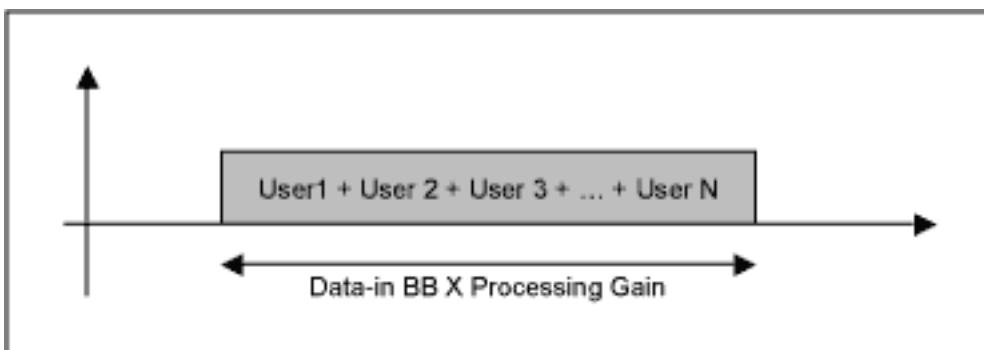 User1 + User 2 + User 3 + ... + User N
Data-in BB X Processing Gain